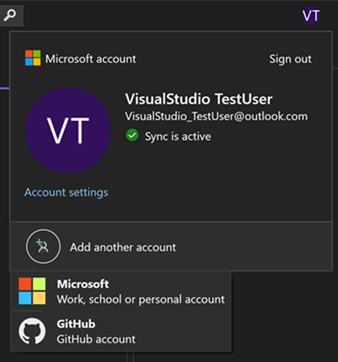 VT
Microsoft account
Sign out
VT
VisualStudio TestUser
VisualStudio_TestUser@outlook.com
Sync is active
Account settings
Add another account
Microsoft
Work, school or personal account
GitHub
GitHub account